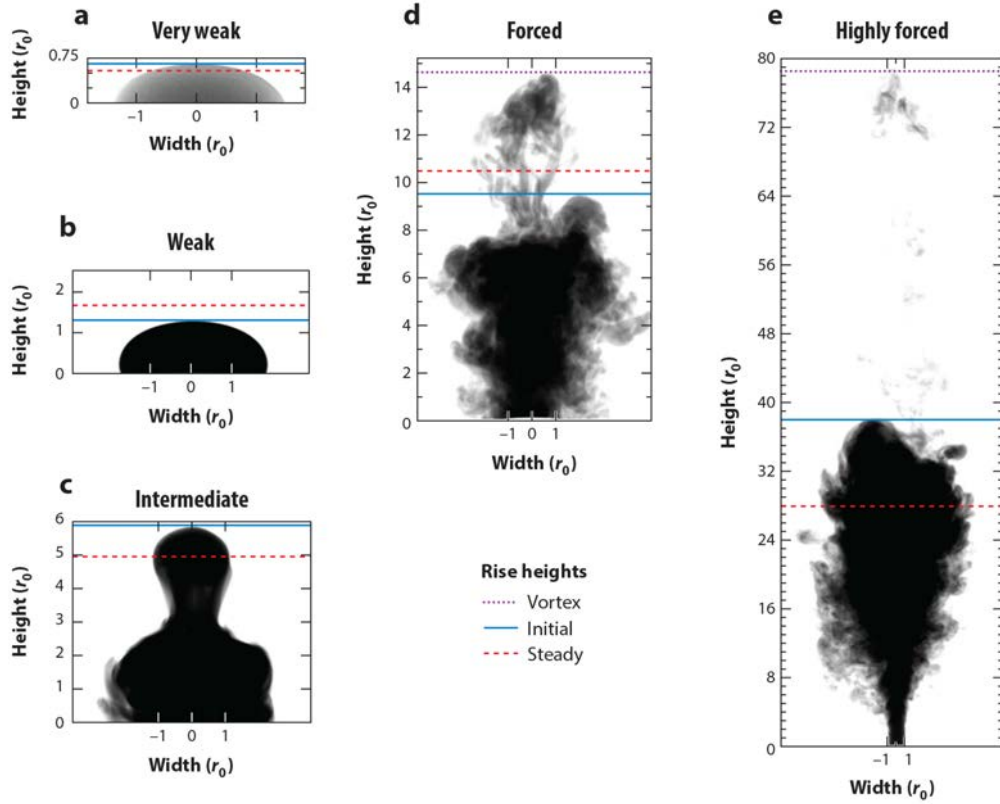 a
Very weak
Height (r0)
0.75
0
−1 0 1
Width (r0)
b
Weak
Height (r0)
2
1
0
−1 0 1
Width (r0)
c
Intermediate
Height (r0)
6
5
4
3
2
1
0
−1 0 1
Width (r0)
d
Forced
Height (r0)
14
12
10
8
6
4
2
0
−1 0 1
Width (r0)
Rise heights
Vortex
Initial
Steady
e
Highly forced
Height (r0)
80
72
64
56
48
40
32
24
16
8
0
−1 1
Width (r0)